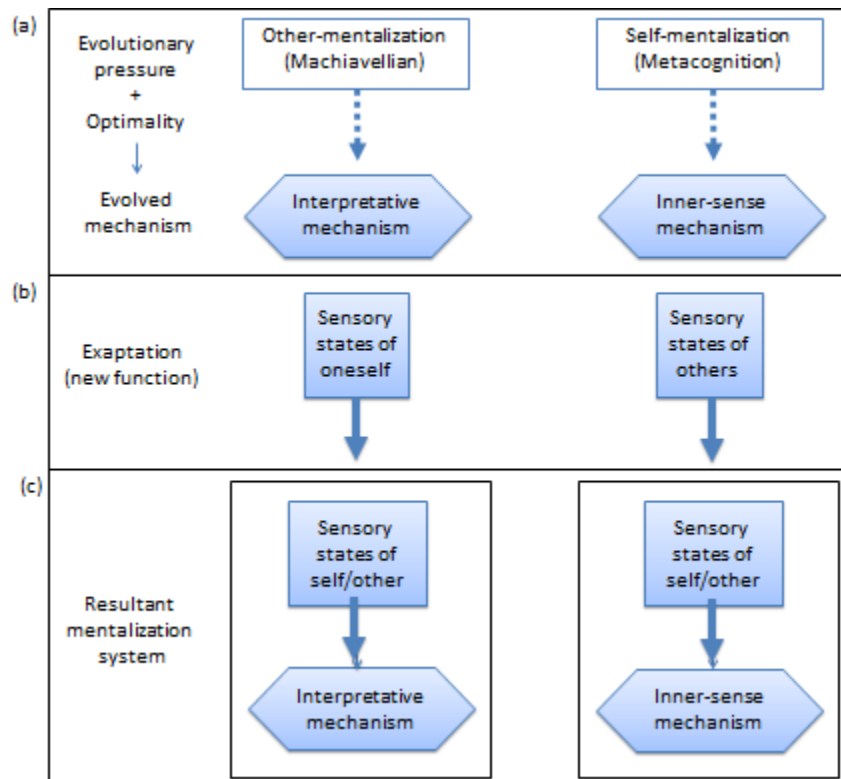 (a)
Evolutionary
pressure
+
Optimality
Evolved
mechanism
Other-mentalization
(Machiavellian)
Self-mentalization
(Metacognition)
Interpretative
mechanism
Inner-sense
mechanism
(b)
Exaptation
(new function)
Sensory
states of
oneself
Sensory
states of
others
(c)
Resultant
mentalization
system
Sensory
states of
self/other
Interpretative
mechanism
Sensory
states of
self/other
Inner-sense
mechanism